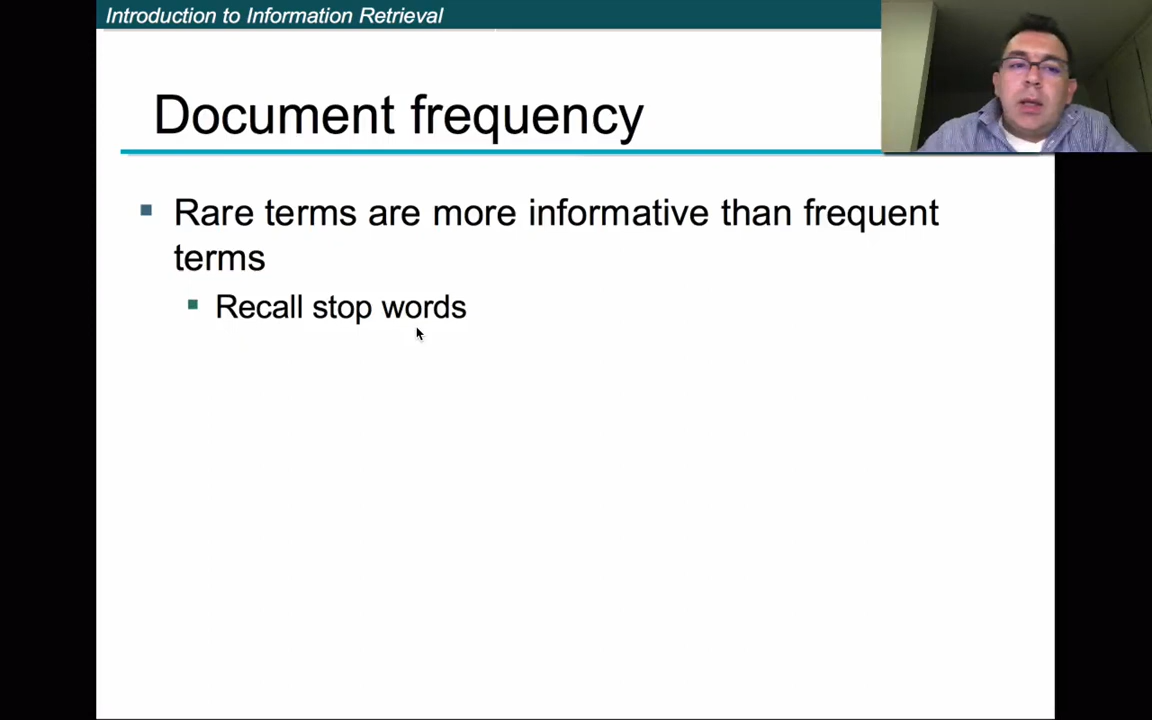 Introduction to Information Retrieval
Document frequency
Rare terms are more informative than frequent
terms
Recall stop words